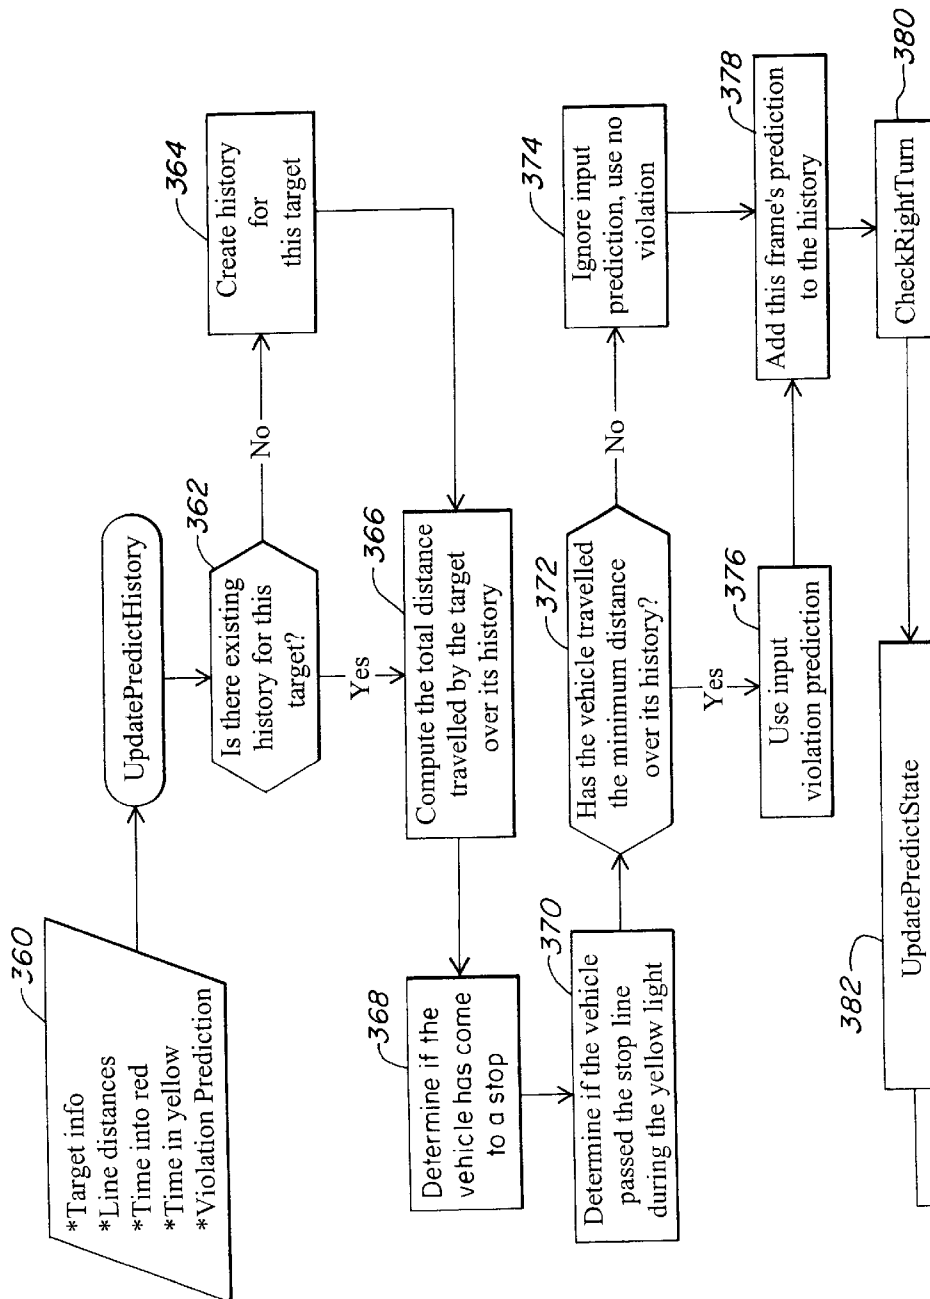 360
*Target info
*Line distances
*Time into red
*Time in yellow
*Violation Prediction
UpdatePredictHistory
362
Is there existing
history for this
target?
No
364
Create history
for
this target
Yes
366
Compute the total distance
travelled by the target
over its history
368
Determine if the
vehicle has come
to a stop
370
Determine if the vehicle
passed the stop line
during the yellow light
372
Has the vehicle travelled
the minimum distance
over its history?
No
374
Ignore input
prediction, use no
violation
Yes
376
Use input
violation prediction
378
Add this frame's prediction
to the history
380
CheckRightTurn
382
UpdatePredictState